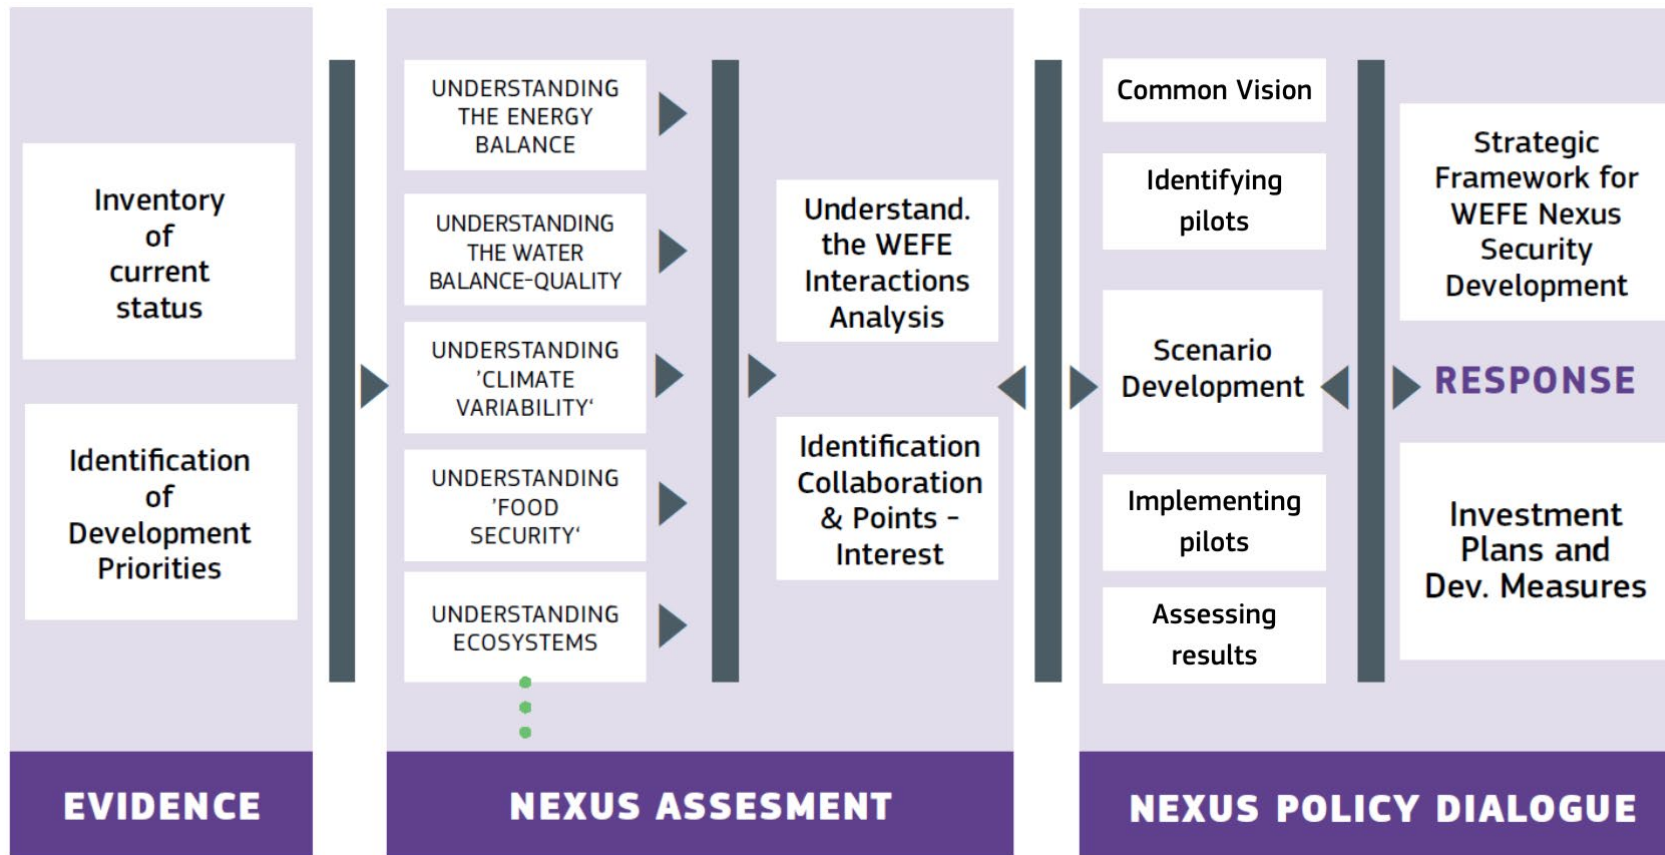 Inventory
of
current
status
Identification
of
Development
Priorities
EVIDENCE
UNDERSTANDING
THE ENERGY
BALANCE
UNDERSTANDING
THE WATER
BALANCE-QUALITY
UNDERSTANDING
’CLIMATE
VARIABILITY‘
UNDERSTANDING
’FOOD
SECURITY‘
UNDERSTANDING
ECOSYSTEMS
Understand.
the WEFE
Interactions
Analysis
Identification
Collaboration
& Points -
Interest
NEXUS ASSESMENT
Common Vision
Identifying
pilots
Scenario
Development
Implementing
pilots
Assessing
results
Strategic
Framework for
WEFE Nexus
Security
Development
RESPONSE
Investment
Plans and
Dev. Measures
NEXUS POLICY DIALOGUE